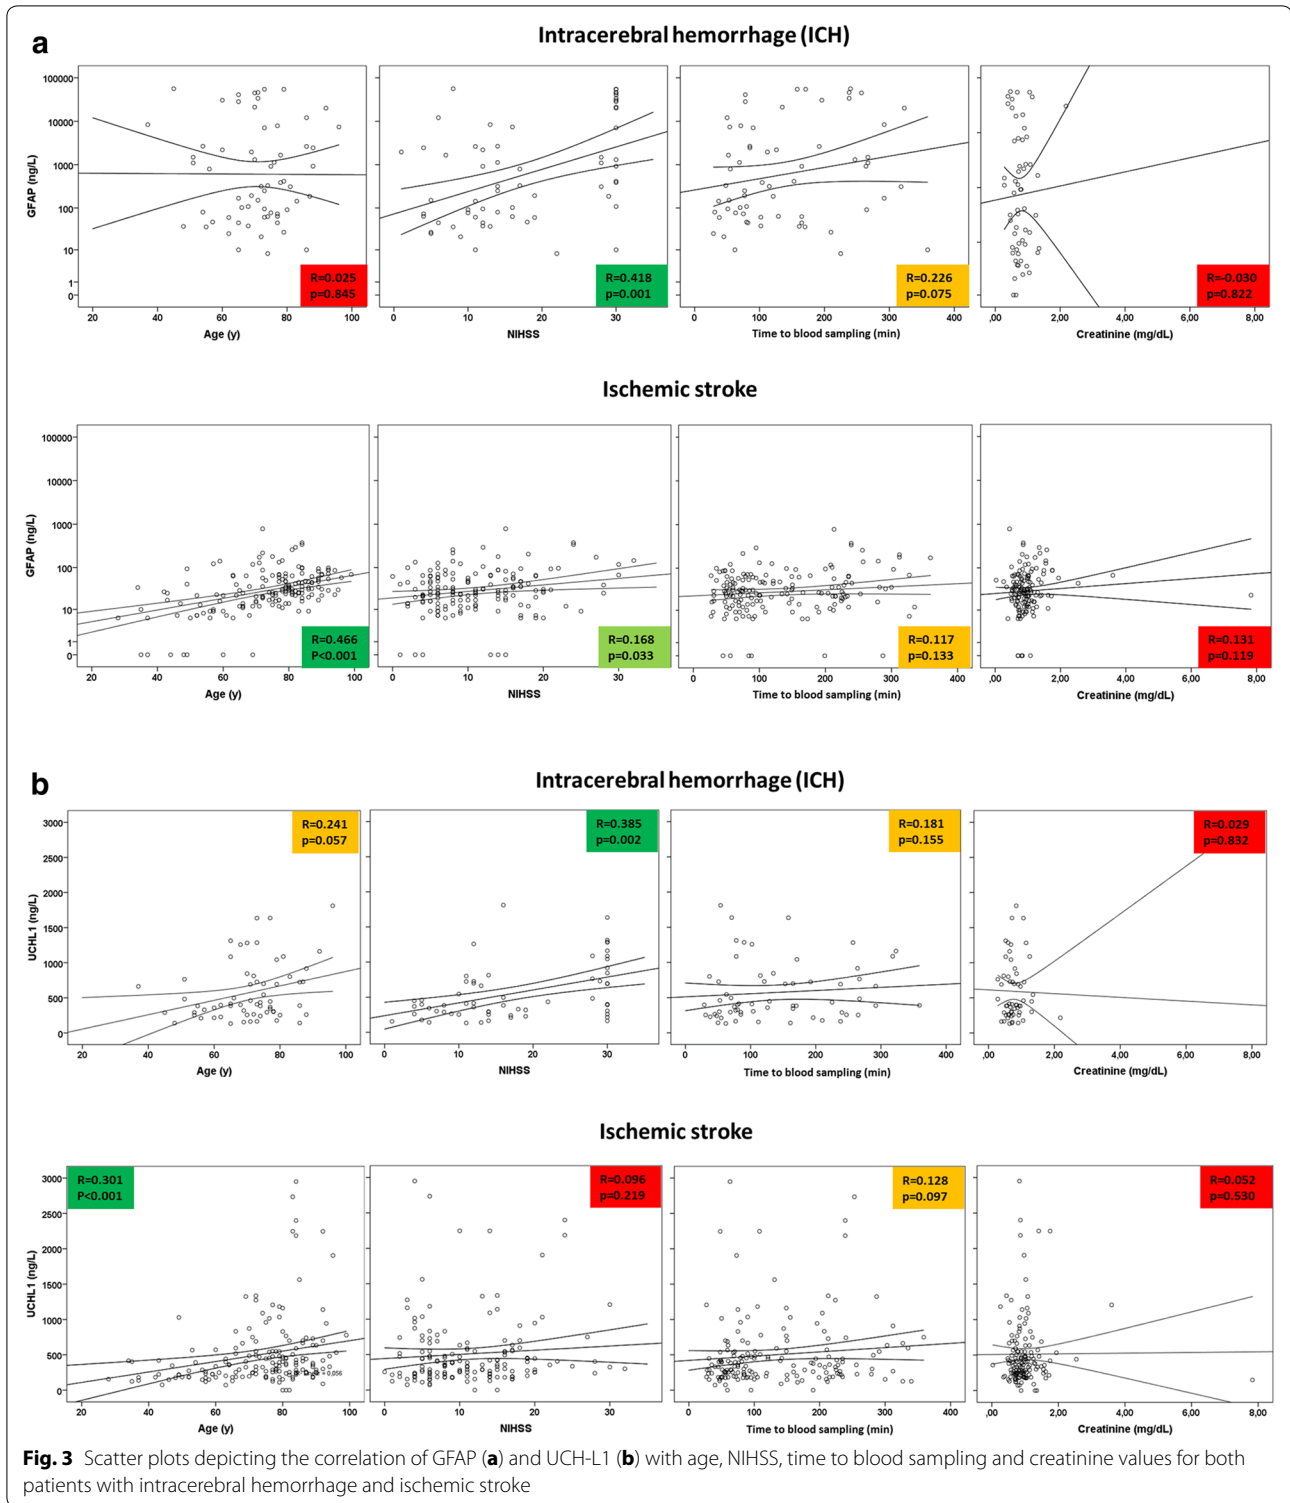 a
Intracerebral hemorrhage (ICH)
GFAP (ng/L)
100000
10000
1000
100
10
1
0
R=0.025
p=0.845
20 40 60 80 100
Age (y)
R=0.418
p=0.001
0 10 20 30
NIHSS
R=0.226
p=0.075
0 100 200 300 400
Time to blood sampling (min)
R=-0.030
p=0.822
,00 2,00 4,00 6,00 8,00
Creatinine (mg/dL)
Ischemic stroke
GFAP (ng/L)
100000
10000
1000
100
10
1
0
R=0.466
P<0.001
20 40 60 80 100
Age (y)
R=0.168
p=0.033
0 10 20 30
NIHSS
R=0.117
p=0.133
0 100 200 300 400
Time to blood sampling (min)
R=0.131
p=0.119
,00 2,00 4,00 6,00 8,00
Creatinine (mg/dL)
b
Intracerebral hemorrhage (ICH)
UCHL1 (ng/L)
3000
2500
2000
1500
1000
500
0
R=0.241
p=0.057
20 40 60 80 100
Age (y)
R=0.385
p=0.002
0 10 20 30
NIHSS
R=0.181
p=0.155
0 100 200 300 400
Time to blood sampling (min)
R=0.029
p=0.832
,00 2,00 4,00 6,00 8,00
Creatinine (mg/dL)
Ischemic stroke
UCHL1 (ng/L)
3000
2500
2000
1500
1000
500
0
R=0.301
P<0.001
20 40 60 80 100
Age (y)
R=0.096
p=0.219
0 10 20 30
NIHSS
R=0.128
p=0.097
0 100 200 300 400
Time to blood sampling (min)
R=0.052
p=0.530
,00 2,00 4,00 6,00 8,00
Creatinine (mg/dL)
Fig. 3 Scatter plots depicting the correlation of GFAP (a) and UCH-L1 (b) with age, NIHSS, time to blood sampling and creatinine values for both
patients with intracerebral hemorrhage and ischemic stroke